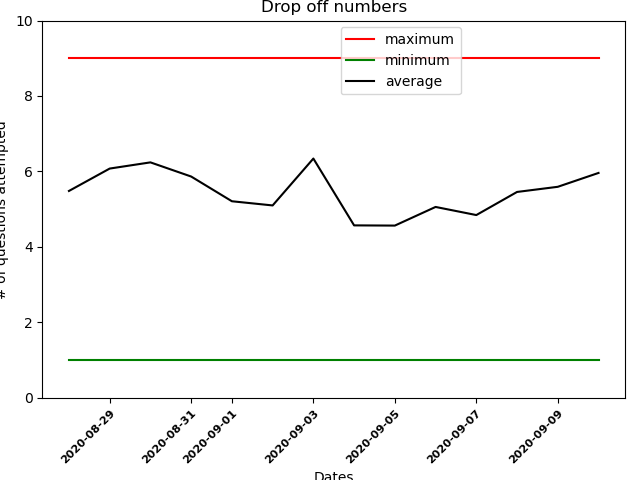 Drop off numbers
10
8
6
4
2
0
# of questions attempted
maximum
minimum
average
2020-08-29
2020-08-31
2020-09-01
2020-09-03
2020-09-05
2020-09-07
2020-09-09
Dates